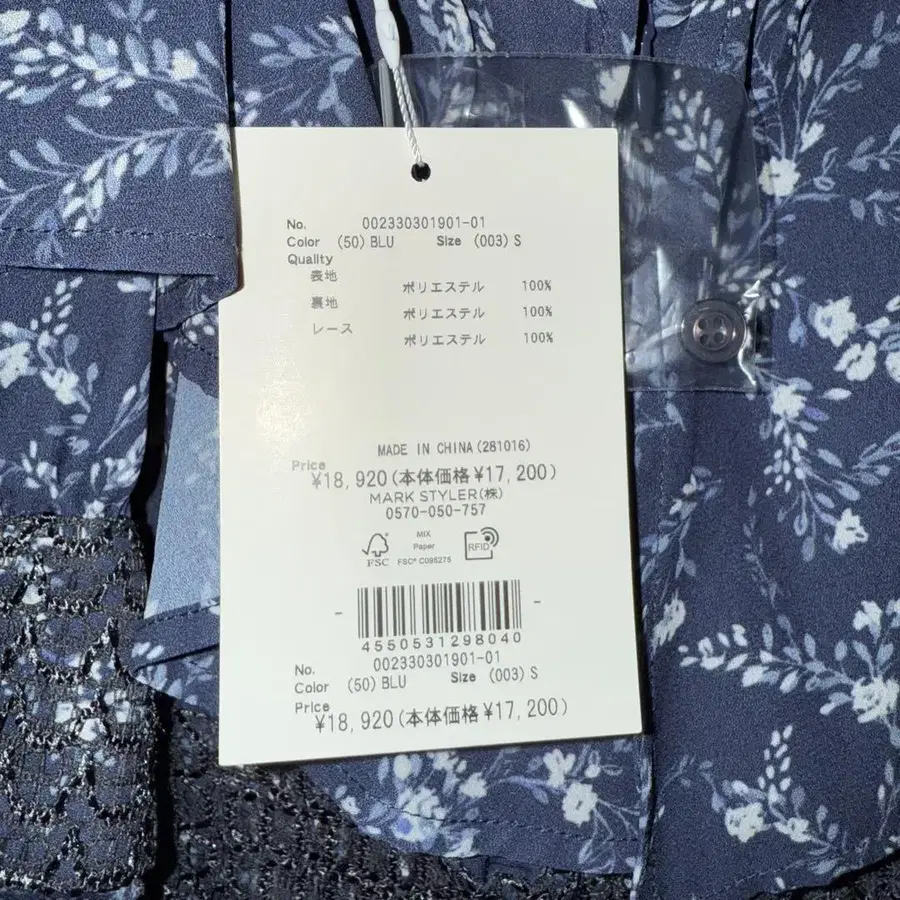 No. 002330301901-01
Color (50) BLU Size (003) S
Quality
表地 ポリエステル 100%
裏地 ポリエステル 100%
レース ポリエステル 100%
MADE IN CHINA (281016)
Price
¥18,920(本体価格¥17,200)
MARK STYLER(株)
0570-050-757
FSC
MIX
Paper
FSC® C095275
RFID
4550531298040
No. 002330301901-01
Color (50) BLU Size (003) S
Price
¥18,920(本体価格¥17,200)